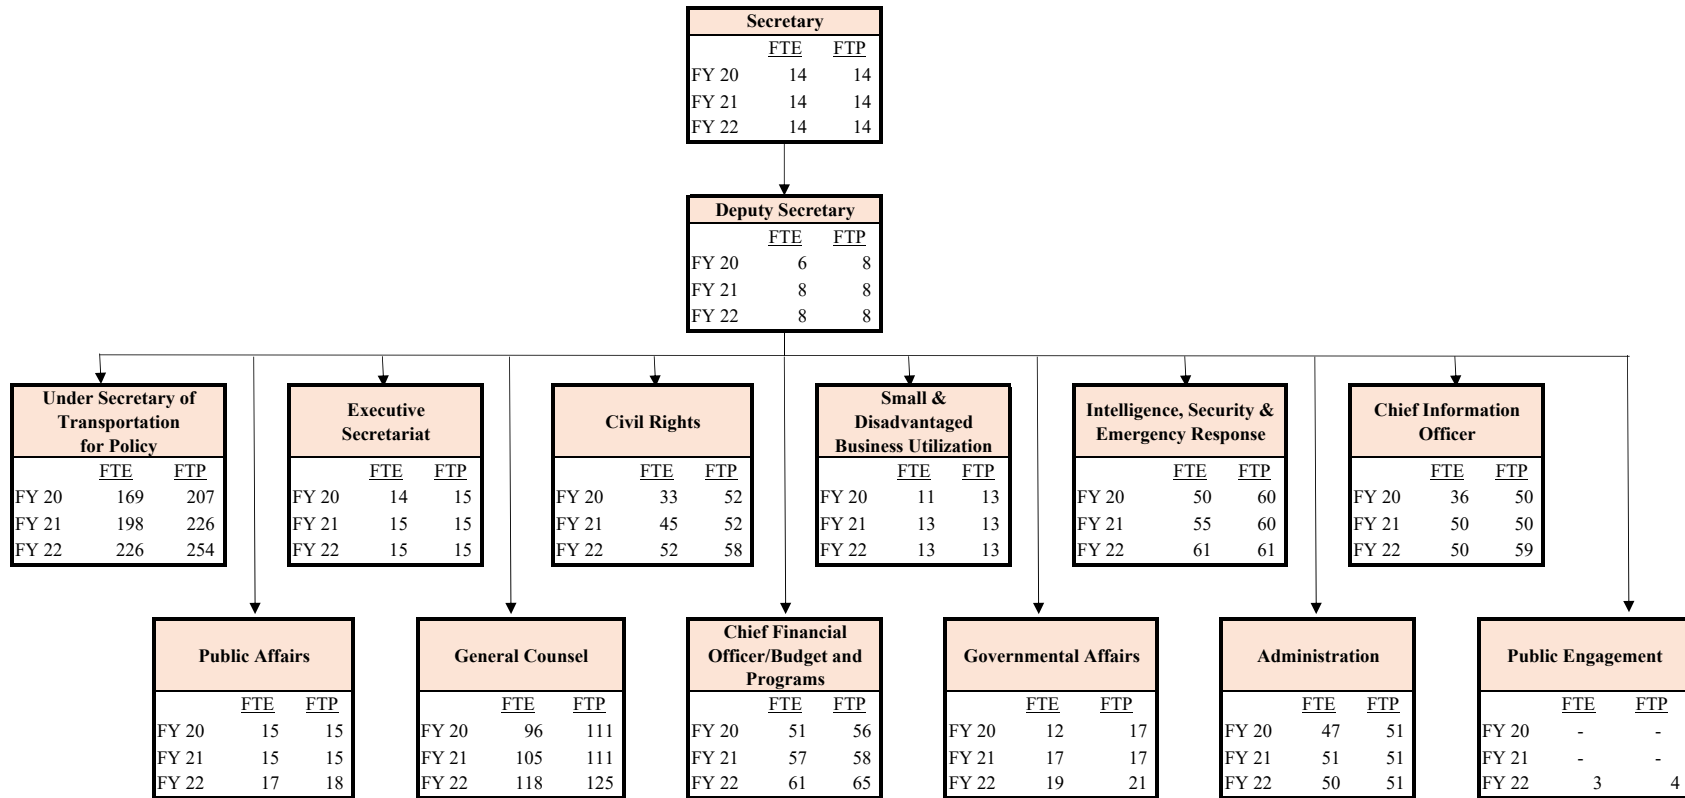 Secretary
FTE FTP
FY 20 14 14
FY 21 14 14
FY 22 14 14
Deputy Secretary
FTE FTP
FY 20 6 8
FY 21 8 8
FY 22 8 8
Under Secretary of
Transportation
for Policy
FTE FTP
FY 20 169 207
FY 21 198 226
FY 22 226 254
Executive
Secretariat
FTE FTP
FY 20 14 15
FY 21 15 15
FY 22 15 15
Civil Rights
FTE FTP
FY 20 33 52
FY 21 45 52
FY 22 52 58
Small &
Disadvantaged
Business Utilization
FTE FTP
FY 20 11 13
FY 21 13 13
FY 22 13 13
Intelligence, Security &
Emergency Response
FTE FTP
FY 20 50 60
FY 21 55 60
FY 22 61 61
Chief Information
Officer
FTE FTP
FY 20 36 50
FY 21 50 50
FY 22 50 59
Public Affairs
FTE FTP
FY 20 15 15
FY 21 15 15
FY 22 17 18
General Counsel
FTE FTP
FY 20 96 111
FY 21 105 111
FY 22 118 125
Chief Financial
Officer/Budget and
Programs
FTE FTP
FY 20 51 56
FY 21 57 58
FY 22 61 65
Governmental Affairs
FTE FTP
FY 20 12 17
FY 21 17 17
FY 22 19 21
Administration
FTE FTP
FY 20 47 51
FY 21 51 51
FY 22 50 51
Public Engagement
FTE FTP
FY 20 - -
FY 21 - -
FY 22 3 4